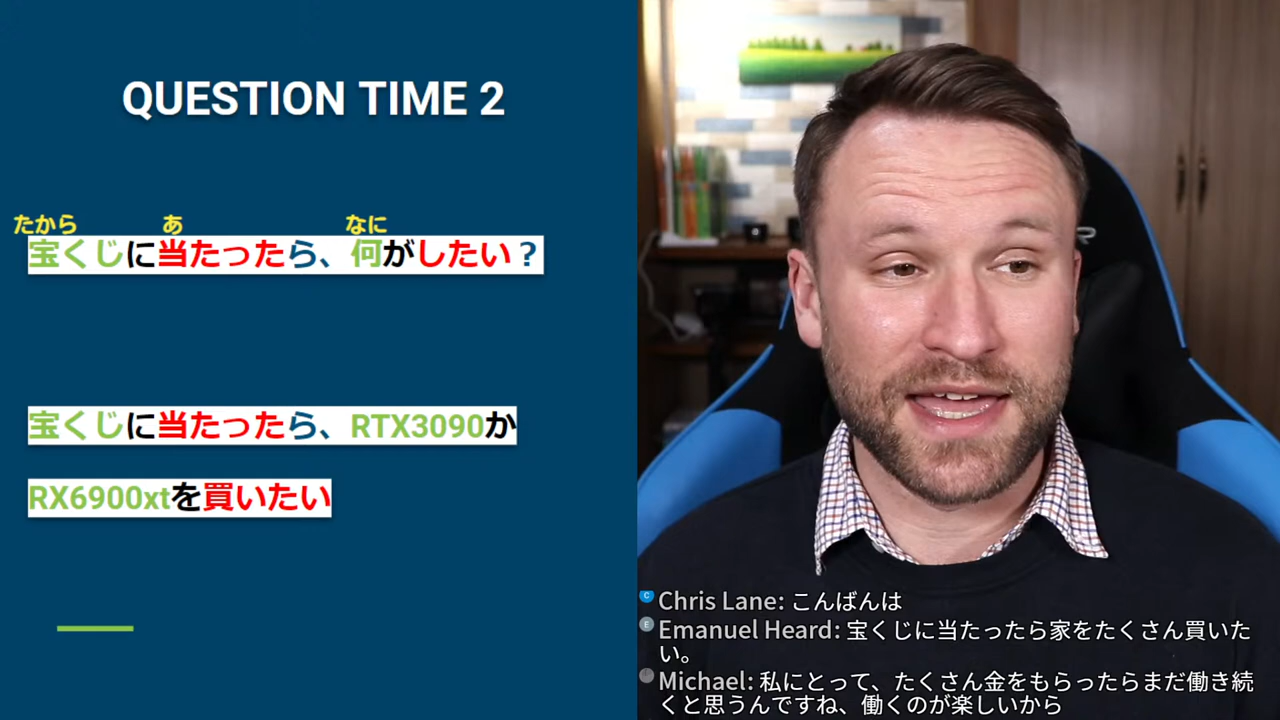 QUESTION TIME 2
たから あ なに
宝くじに当たったら、何がしたい？
宝くじに当たったら、RTX3090か
RX6900xtを買いたい
R
C Chris Lane: こんばんは
E Emanuel Heard: 宝くじに当たったら家をたくさん買いた
い。
Michael: 私にとって、たくさん金をもらったらまだ働き続
くと思うんですね、働くのが楽しいから